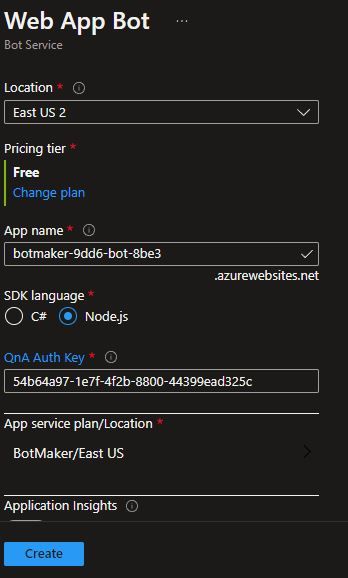 Web App Bot ...
Bot Service
Location *
East US 2
Pricing tier *
Free
Change plan
App name *
botmaker-9dd6-bot-8be3
.azurewebsites.net
SDK language *
C# Node.js
QnA Auth Key *
54b64a97-1e7f-4f2b-8800-44399ead325c
App service plan/Location *
BotMaker/East US
Application Insights
Create